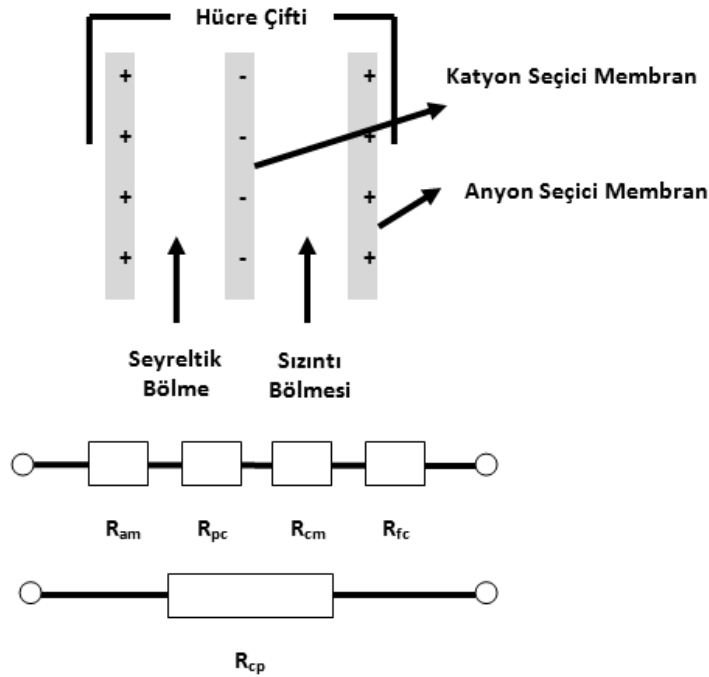 Hücre Çifti
+ - +
Katyon Seçici Membran
+ - +
Anyon Seçici Membran
+ - +
+ - +
Seyreltik
Bölme
Sızıntı
Bölmesi
Ram Rpc Rcm Rfc
Rcp